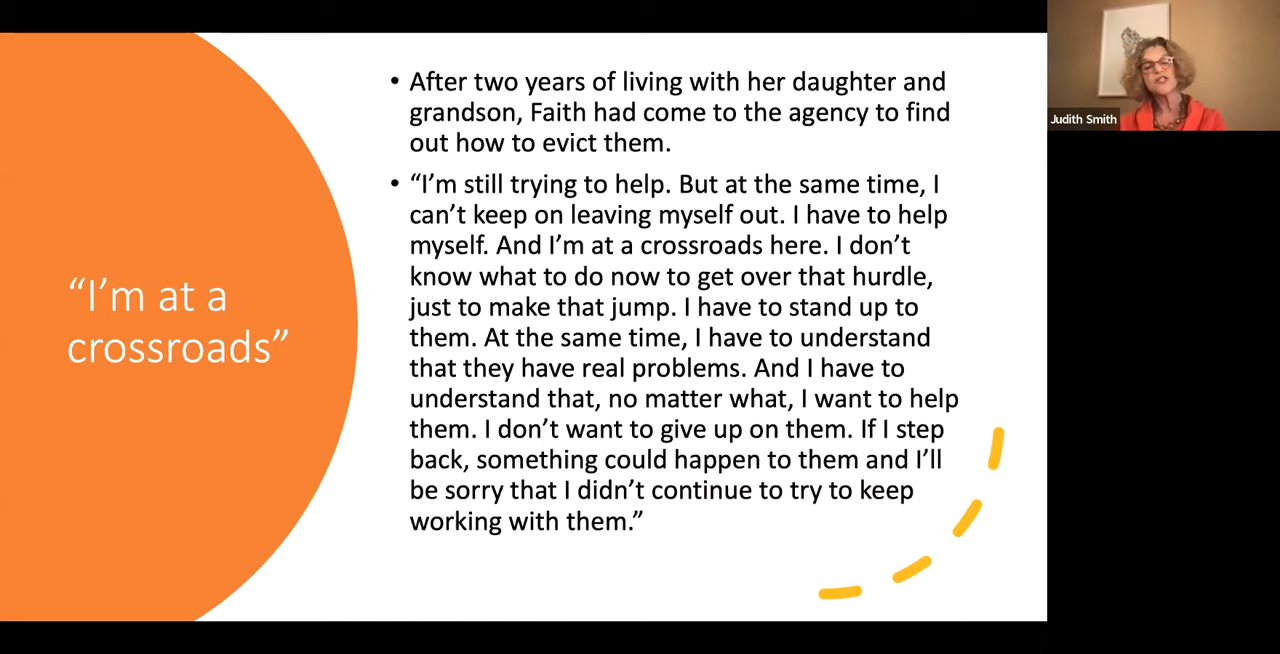 “I’m at a
crossroads”
• After two years of living with her daughter and
grandson, Faith had come to the agency to find
out how to evict them.
• “I’m still trying to help. But at the same time, I
can’t keep on leaving myself out. I have to help
myself. And I’m at a crossroads here. I don’t
know what to do now to get over that hurdle,
just to make that jump. I have to stand up to
them. At the same time, I have to understand
that they have real problems. And I have to
understand that, no matter what, I want to help
them. I don’t want to give up on them. If I step
back, something could happen to them and I’ll
be sorry that I didn’t continue to try to keep
working with them.”
Judith Smith